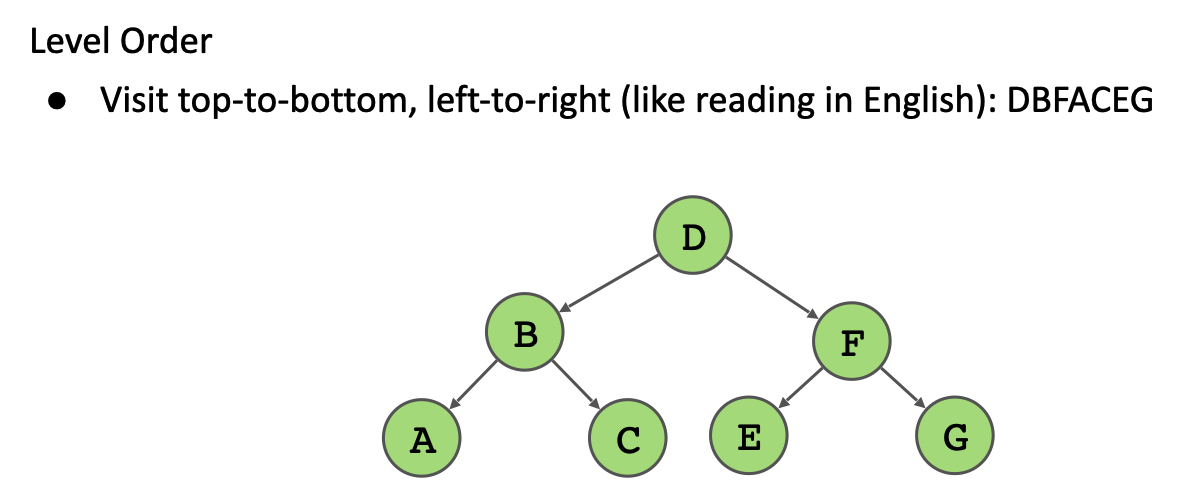 Level Order
● Visit top-to-bottom, left-to-right (like reading in English): DBFACEG
D
B
F
A
C
E
G